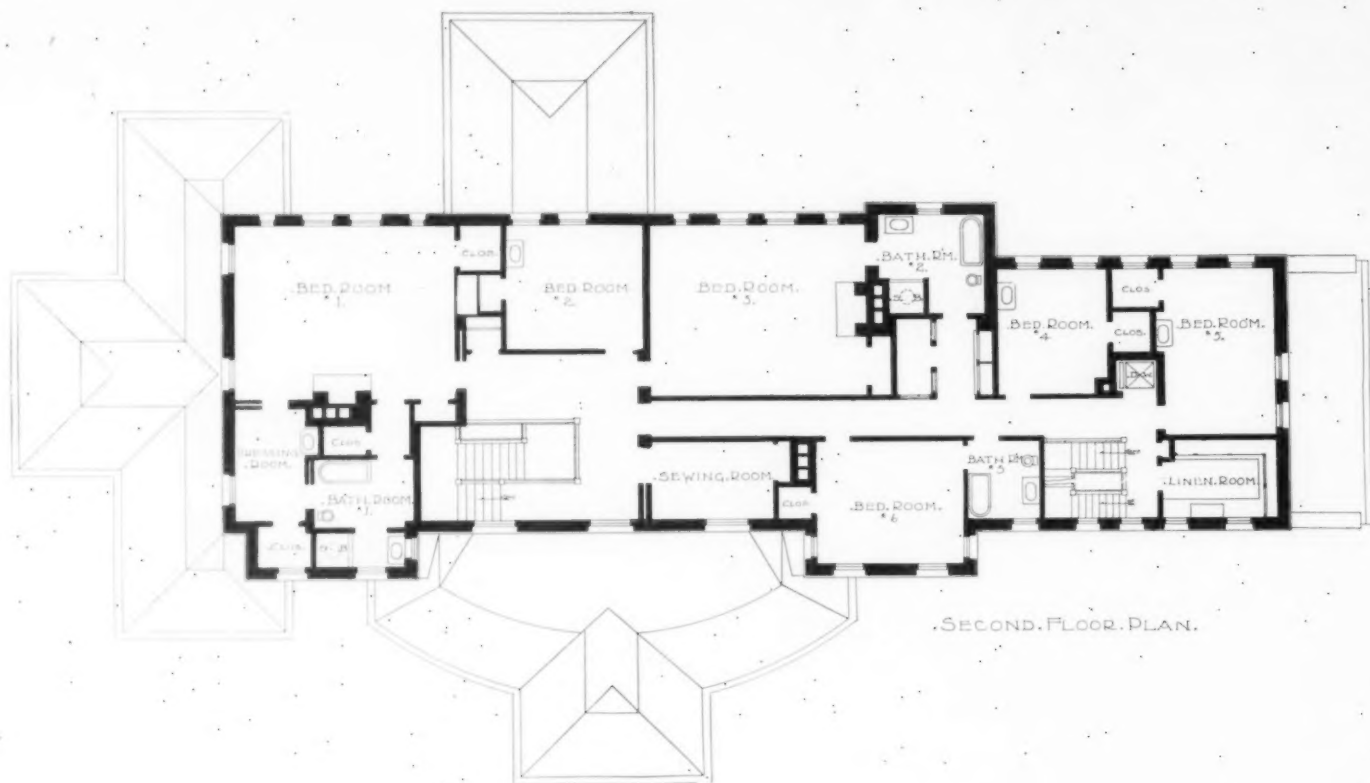 CLOS.
BED ROOM
#1.
BED ROOM
#2.
BED. ROOM.
#3.
BATH. R'M.
#2.
S. B.
BED. ROOM.
#4
CLOS.
CLOS.
BED. ROOM.
#5.
CLOS.
DRESSING
ROOM.
BATH. ROOM.
#1.
CLOS.
S. B.
SEWING. ROOM
CLOS.
BED. ROOM.
#6
BATH R'M
#3
LINEN. ROOM.
.SECOND. FLOOR. PLAN.